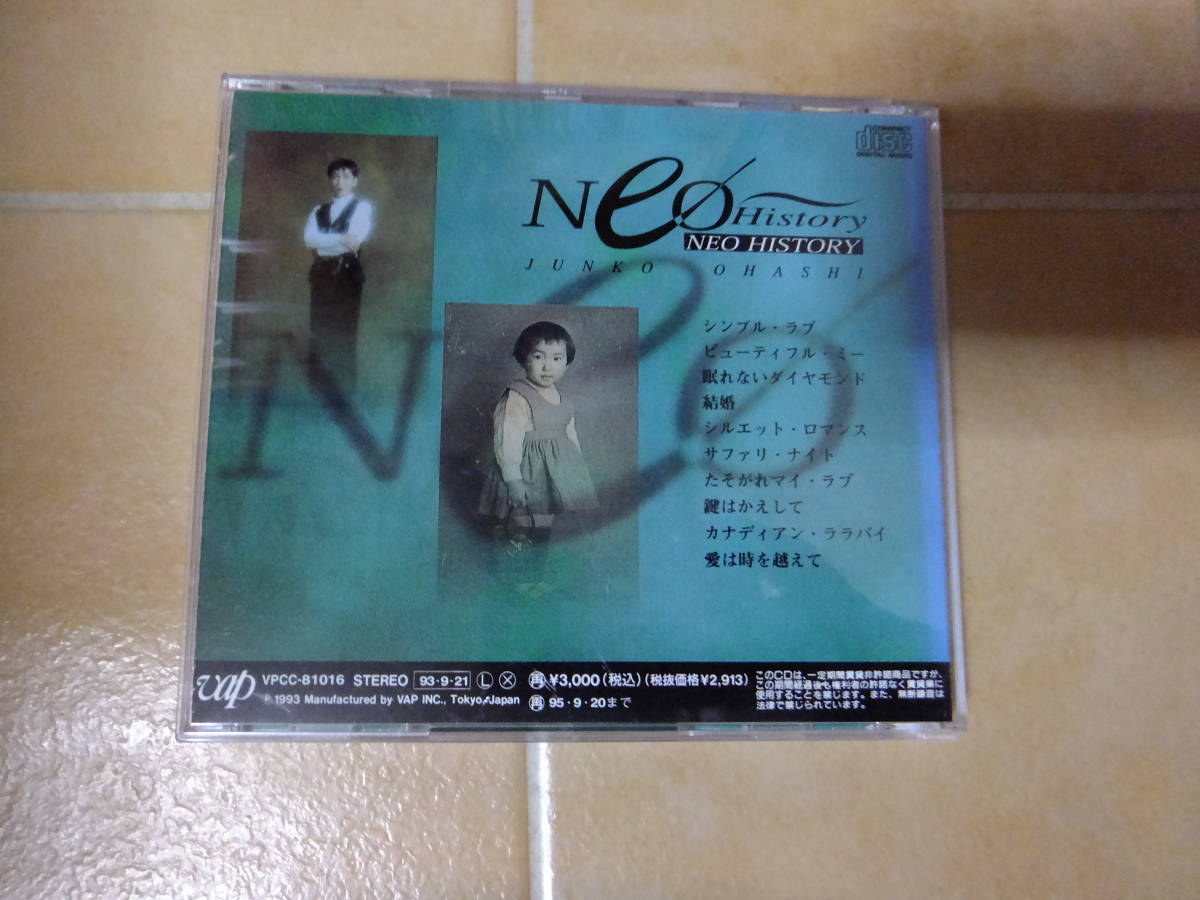 COMPACT
disc
DIGITAL AUDIO
Neo History
NEO HISTORY
JUNKO OHASHI
シンプル・ラブ
ビューティフル・ミー
眠れないダイヤモンド
結婚
シルエット・ロマンス
サファリ・ナイト
たそがれマイ・ラブ
鍵はかえして
カナディアン・ララバイ
愛は時を越えて
Neo
vap VPCC-81016 STEREO 93・9・21 L X 再 ¥3,000(税込)(税抜価格¥2,913)
℗ 1993 Manufactured by VAP INC., Tokyo, Japan 再 95・9・20まで
このCDは、一定期間賃貸非許諾商品ですが、
この期間経過後も権利者の許諾なく賃貸業に
使用することを禁じます。また、無断録音は
法律で禁じられています。